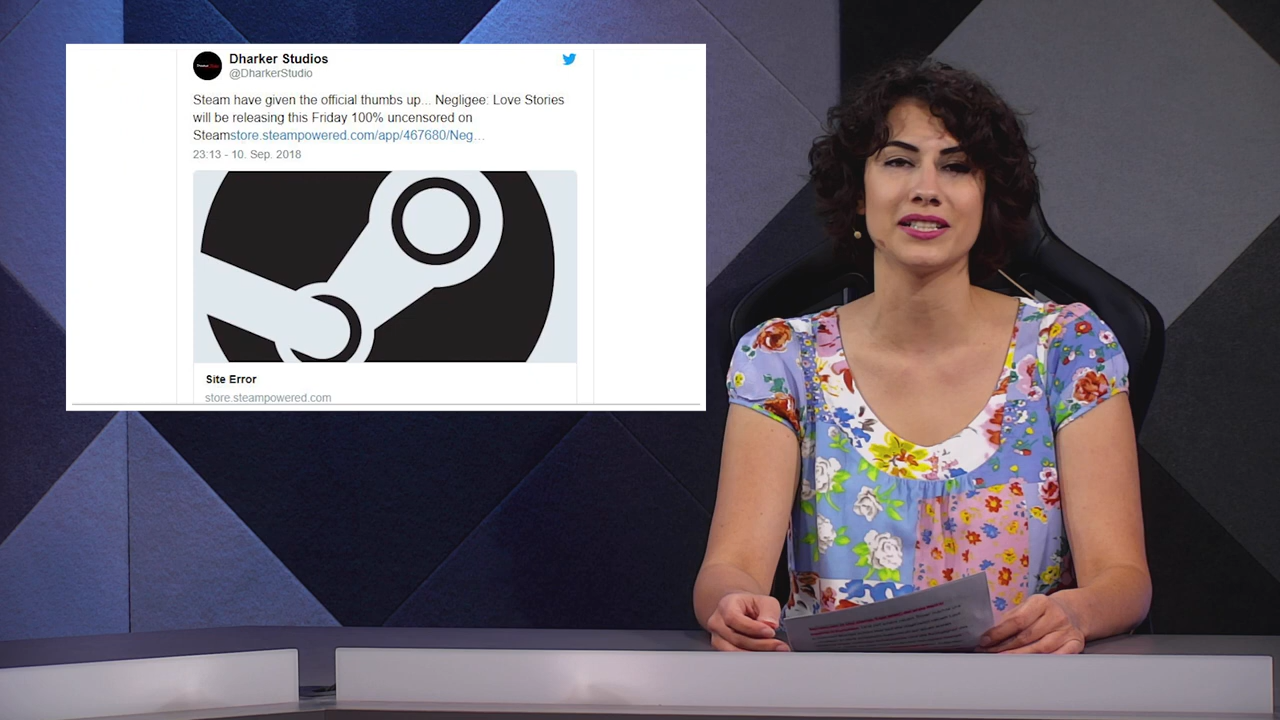 Dharker Studios
@DharkerStudio
Steam have given the official thumbs up... Negligee: Love Stories
will be releasing this Friday 100% uncensored on
Steamstore.steampowered.com/app/467680/Neg...
23:13 - 10. Sep. 2018
Site Error
store.steampowered.com